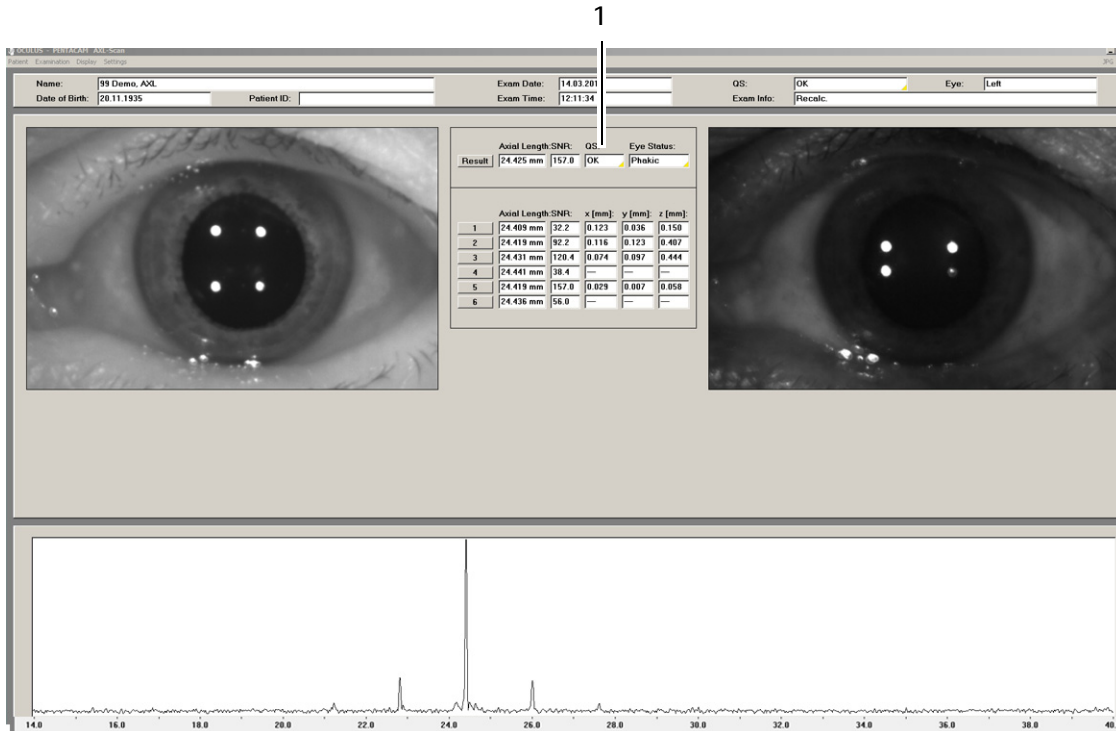 1
OCULUS - PENTACAM AXL-Scan
Patient Examination Display Settings JPG
Name: 99 Demo, AXL Exam Date: 14.03.201 QS: OK Eye: Left
Date of Birth: 20.11.1935 Patient ID: Exam Time: 12:11:34 Exam Info: Recalc.
Axial Length: SNR: QS: Eye Status:
Result 24.425 mm 157.0 OK Phakic
Axial Length: SNR: x [mm]: y [mm]: z [mm]:
1 24.409 mm 32.2 0.123 0.036 0.150
2 24.419 mm 92.2 0.116 0.123 0.407
3 24.431 mm 120.4 0.074 0.097 0.444
4 24.441 mm 38.4 --- --- ---
5 24.419 mm 157.0 0.029 0.007 0.058
6 24.436 mm 56.0 --- --- ---
14.0 16.0 18.0 20.0 22.0 24.0 26.0 28.0 30.0 32.0 34.0 36.0 38.0 40.